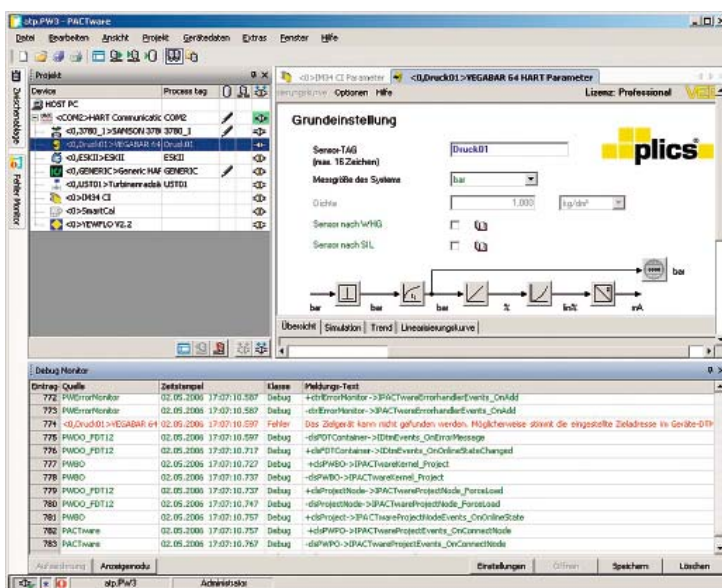 atp.PW3 - PACTware
Datei Bearbeiten Ansicht Projekt Gerätedaten Extras Fenster Hilfe
Zwischenablage
Fehler Monitor
Projekt
Device Process tag
HOST PC
<COM2>HART Communicatic COM2
<0,3780_1>SAMSON 378 3780_1
<0,Druck01>VEGABAR 64 Druck01
<0,ESKII>ESKII ESKII
<0,GENERIC>Generic HAF GENERIC
<0,UST01>Turbinenradsk UST01
<0>IM34 CI
<0>SmartCal
<0>YEWFLO V2.2
<0>IM34 CI Parameter <0,Druck01>VEGABAR 64 HART Parameter
Optionen Hilfe Lizenz: Professional
Grundeinstellung
plics
Sensor-TAG
(max. 16 Zeichen) Druck01
Messgröße des Systems bar
Dichte 1,000 kg/dm³
Sensor nach WHG
Sensor nach SIL
bar
bar bar bar % lin% mA
Übersicht Simulation Trend Linearisierungskurve
Debug Monitor
Eintrag Quelle Zeitstempel Klasse Meldungs-Text
772 PWErrorMonitor 02.05.2006 17:07:10.587 Debug +ctrlErrorMonitor->IPACTwareErrorhandlerEvents_OnAdd
773 PWErrorMonitor 02.05.2006 17:07:10.587 Debug -ctrlErrorMonitor->IPACTwareErrorhandlerEvents_OnAdd
774 <0,Druck01>VEGABAR 64 02.05.2006 17:07:10.597 Fehler Das Zielgerät kann nicht gefunden werden. Möglicherweise stimmt die eingestellte Zieladresse im Geräte-DTM
775 PWDO_FDT12 02.05.2006 17:07:10.597 Debug -clsFDTContainer->IDtmEvents_OnErrorMessage
776 PWDO_FDT12 02.05.2006 17:07:10.717 Debug +clsFDTContainer->IDtmEvents_OnOnlineStateChanged
777 PWBO 02.05.2006 17:07:10.727 Debug +clsPWBO->IPACTwareKernel_Project
778 PWBO 02.05.2006 17:07:10.737 Debug -clsPWBO->IPACTwareKernel_Project
779 PWDO_FDT12 02.05.2006 17:07:10.737 Debug +clsProjectNode->IPACTwareProjectNode_ForceLoad
780 PWDO_FDT12 02.05.2006 17:07:10.747 Debug -clsProjectNode->IPACTwareProjectNode_ForceLoad
781 PWBO 02.05.2006 17:07:10.757 Debug +clsProject->IPACTwareProjectNodeEvents_OnOnlineState
782 PACTware 02.05.2006 17:07:10.757 Debug +clsPWPO->IPACTwareProjectEvents_OnConnectNode
783 PACTware 02.05.2006 17:07:10.767 Debug -clsPWPO->IPACTwareProjectEvents_OnConnectNode
Aufzeichnung Anzeigemodu Einstellungen Öffnen Speichern Löschen
atp.PW3 Administrator